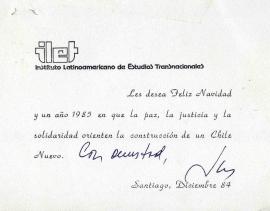 ilet
Instituto Latinoamericano de Estudios Transnacionales
Les desea Feliz Navidad
y un año 1985 en que la paz, la justicia y la
solidaridad orienten la construcción de un Chile
Nuevo. Con amistad,
Santiago, Diciembre 84